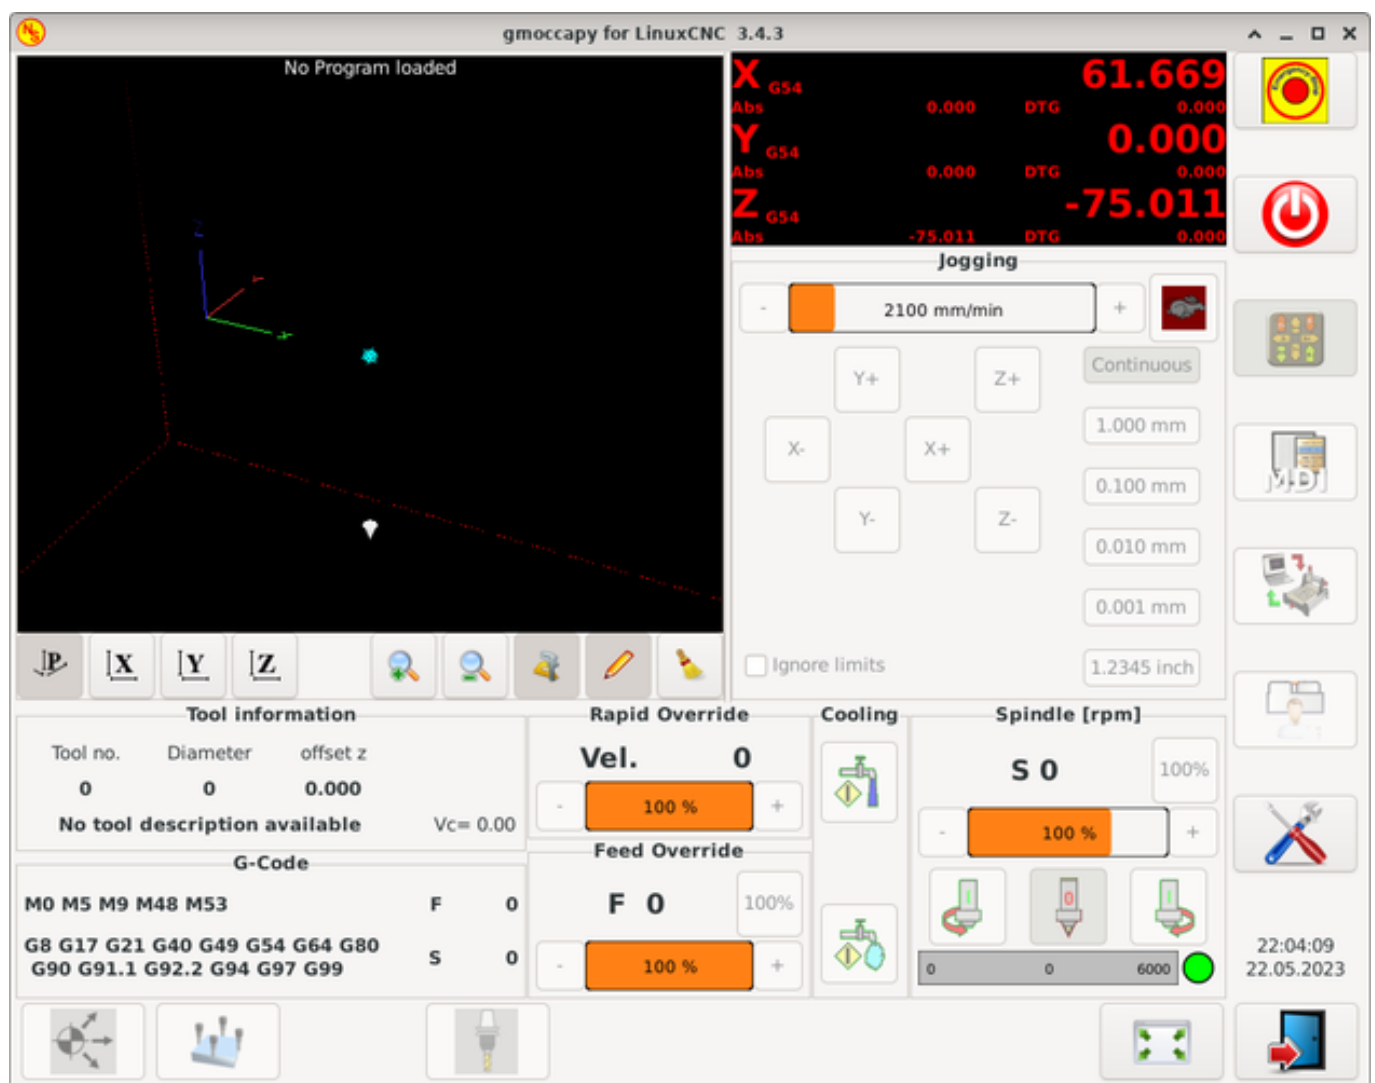 gmoccapy for LinuxCNC 3.4.3
No Program loaded
X G54 61.669
Abs 0.000 DTG 0.000
Y G54 0.000
Abs 0.000 DTG 0.000
Z G54 -75.011
Abs -75.011 DTG 0.000
Jogging
- 2100 mm/min +
Y+ Z+ Continuous
1.000 mm
X- X+
0.100 mm
Y- Z-
0.010 mm
0.001 mm
Ignore limits 1.2345 inch
MDI
P X Y Z
Tool information
Tool no. Diameter offset z
0 0 0.000
No tool description available Vc= 0.00
G-Code
M0 M5 M9 M48 M53 F 0
G8 G17 G21 G40 G49 G54 G64 G80
G90 G91.1 G92.2 G94 G97 G99
S 0
Rapid Override
Vel. 0
- 100 % +
Feed Override
F 0 100%
- 100 % +
Cooling
Spindle [rpm]
S 0 100%
- 100 % +
1 0 1
0 0 6000
22:04:09
22.05.2023